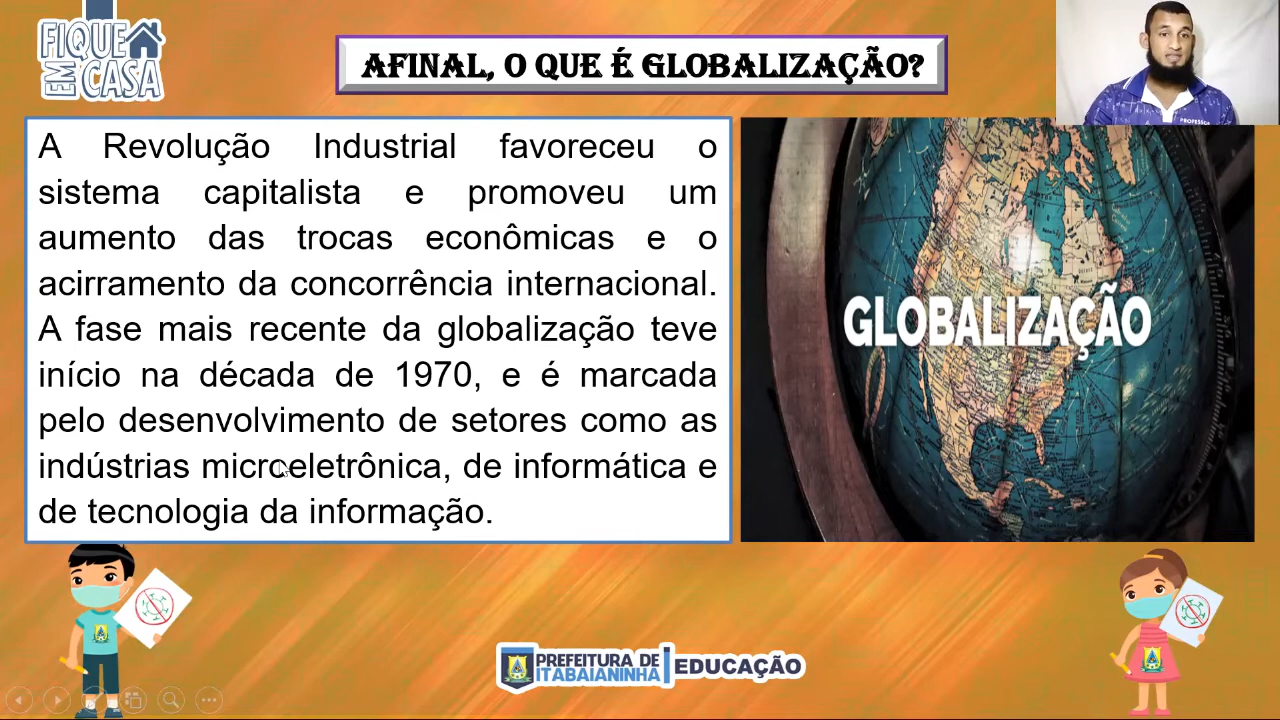 FIQUE
EM
CASA
AFINAL, O QUE É GLOBALIZAÇÃO?
PROFESSOR
A Revolução Industrial favoreceu o
sistema capitalista e promoveu um
aumento das trocas econômicas e o
acirramento da concorrência internacional.
A fase mais recente da globalização teve
início na década de 1970, e é marcada
pelo desenvolvimento de setores como as
indústrias microeletrônica, de informática e
de tecnologia da informação.
GLOBALIZAÇÃO
PREFEITURA DE
ITABAIANINHA
EDUCAÇÃO